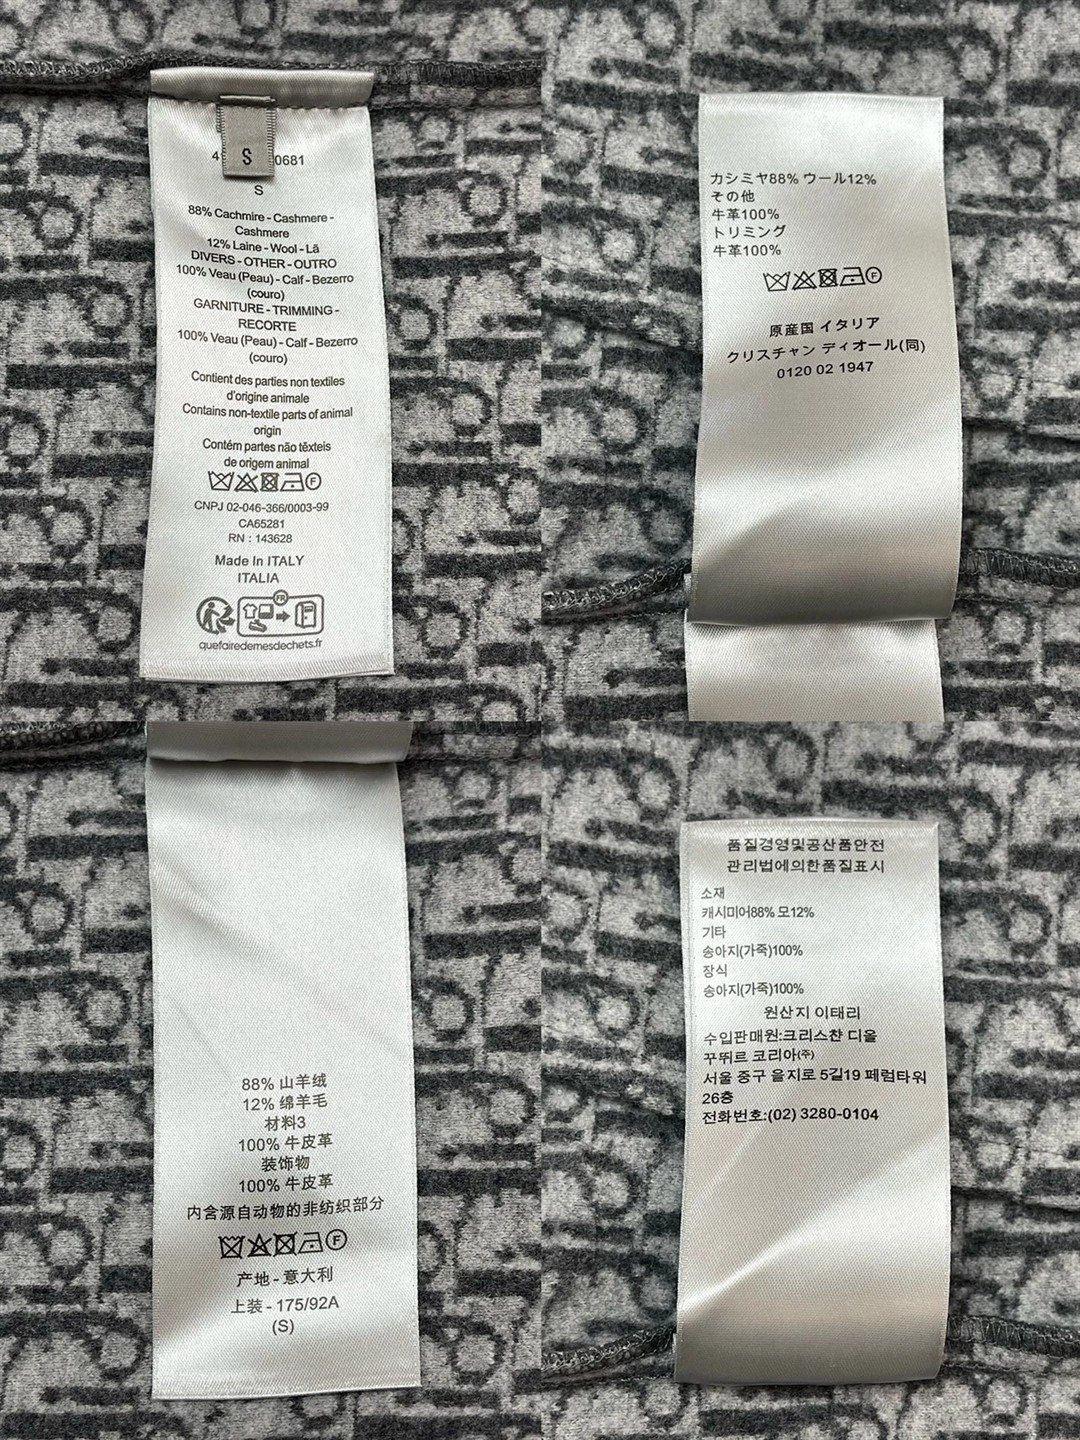 S
0681
S
88% Cachmire - Cashmere -
Cashmere
12% Laine - Wool - Lã
DIVERS - OTHER - OUTRO
100% Veau (Peau) - Calf - Bezerro
(couro)
GARNITURE - TRIMMING -
RECORTE
100% Veau (Peau) - Calf - Bezerro
(couro)
Contient des parties non textiles
d'origine animale
Contains non-textile parts of animal
origin
Contém partes não têxteis
de origem animal
F
CNPJ 02-046-366/0003-99
CA65281
RN : 143628
Made In ITALY
ITALIA
FR
quefairedemesdechets.fr
カシミヤ88% ウール12%
その他
牛革100%
トリミング
牛革100%
F
原産国 イタリア
クリスチャン ディオール(同)
0120 02 1947
88% 山羊绒
12% 绵羊毛
材料3
100% 牛皮革
装饰物
100% 牛皮革
内含源自动物的非纺织部分
F
产地 - 意大利
上装 - 175/92A
(S)
품질경영및공산품안전
관리법에의한품질표시
소재
캐시미어88% 모12%
기타
송아지(가죽)100%
장식
송아지(가죽)100%
원산지 이태리
수입판매원:크리스챤 디올
꾸뛰르 코리아(주)
서울 중구 을지로 5길19 페럼타워
26층
전화번호:(02) 3280-0104